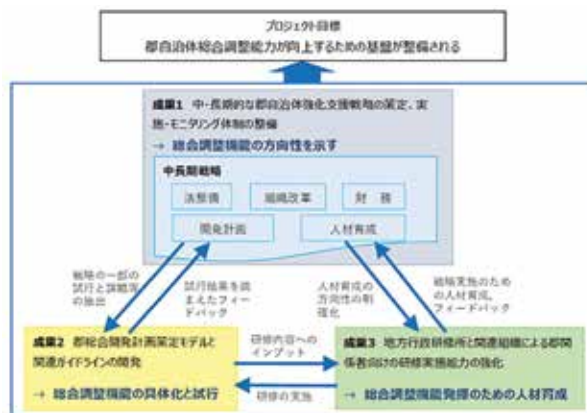 プロジェクト目標
郡自治体総合調整能力が向上するための基盤が整備される
成果1 中・長期的な郡自治体強化支援戦略の策定、実
施・モニタリング体制の整備
→ 総合調整機能の方向性を示す
中長期戦略
法整備 組織改革 財 務
開発計画 人材育成
戦略の一部の
試行と課題等
の抽出
試行結果を踏
まえたフィー
ドバック
人材育成の
方向性の明
確化
戦略実施のため
の人材育成、
フィードバック
成果2 郡総合開発計画策定モデルと
関連ガイドラインの開発
→ 総合調整機能の具体化と試行
研修内容への
インプット
研修の実施
成果3 地方行政研修所と関連組織による郡関
係者向けの研修実施能力の強化
→ 総合調整機能発揮のための人材育成